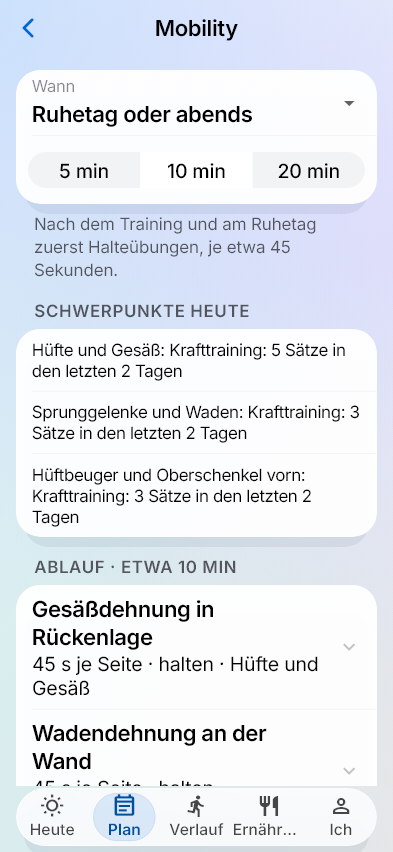 Mobility
Wann
Ruhetag oder abends
5 min
10 min
20 min
Nach dem Training und am Ruhetag
zuerst Halteübungen, je etwa 45
Sekunden.
SCHWERPUNKTE HEUTE
Hüfte und Gesäß: Krafttraining: 5 Sätze in
den letzten 2 Tagen
Sprunggelenke und Waden: Krafttraining: 3
Sätze in den letzten 2 Tagen
Hüftbeuger und Oberschenkel vorn:
Krafttraining: 3 Sätze in den letzten 2
Tagen
ABLAUF · ETWA 10 MIN
Gesäßdehnung in
Rückenlage
45 s je Seite · halten · Hüfte und
Gesäß
Wadendehnung an der
Wand
45 s je Seite · halten
Heute
Plan
Verlauf
Ernähr...
Ich